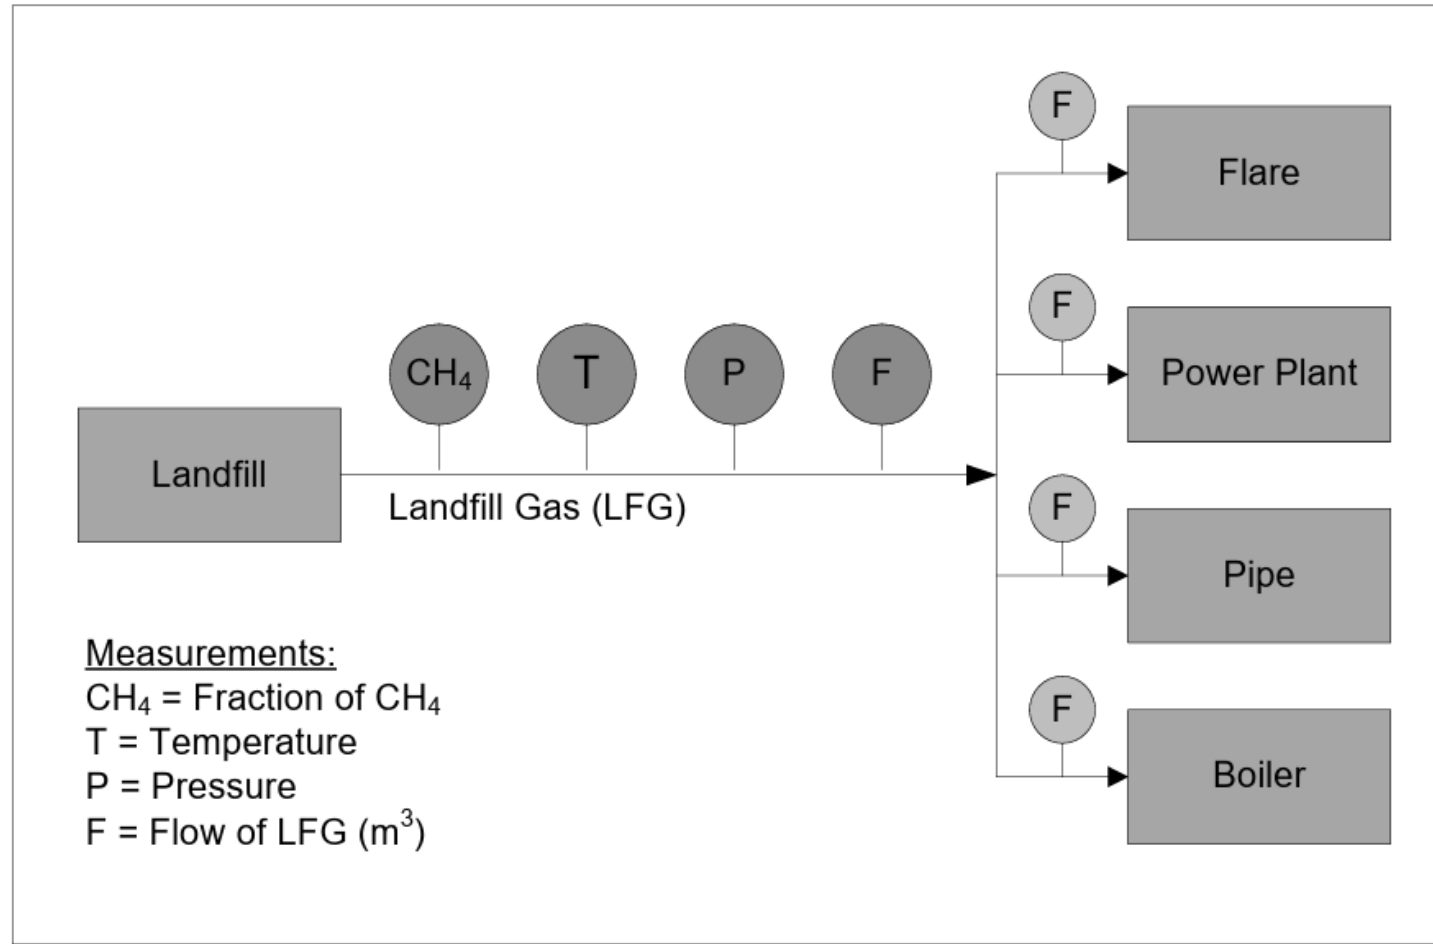 F
Flare
F
Power Plant
CH₄ T P F
Landfill
Landfill Gas (LFG)
F
Pipe
Measurements:
CH₄ = Fraction of CH₄
T = Temperature
P = Pressure
F = Flow of LFG (m³)
F
Boiler